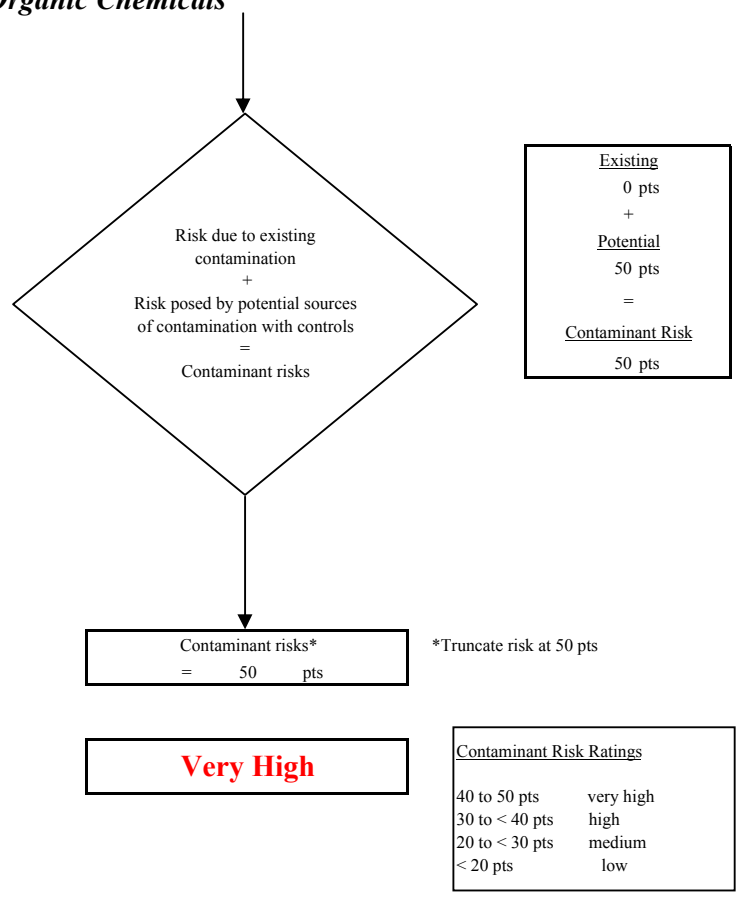 Organic Chemicals
Risk due to existing
contamination
+
Risk posed by potential sources
of contamination with controls
=
Contaminant risks
Existing
0 pts
+
Potential
50 pts
=
Contaminant Risk
50 pts
Contaminant risks*
= 50 pts
*Truncate risk at 50 pts
Very High
Contaminant Risk Ratings
40 to 50 pts very high
30 to < 40 pts high
20 to < 30 pts medium
< 20 pts low